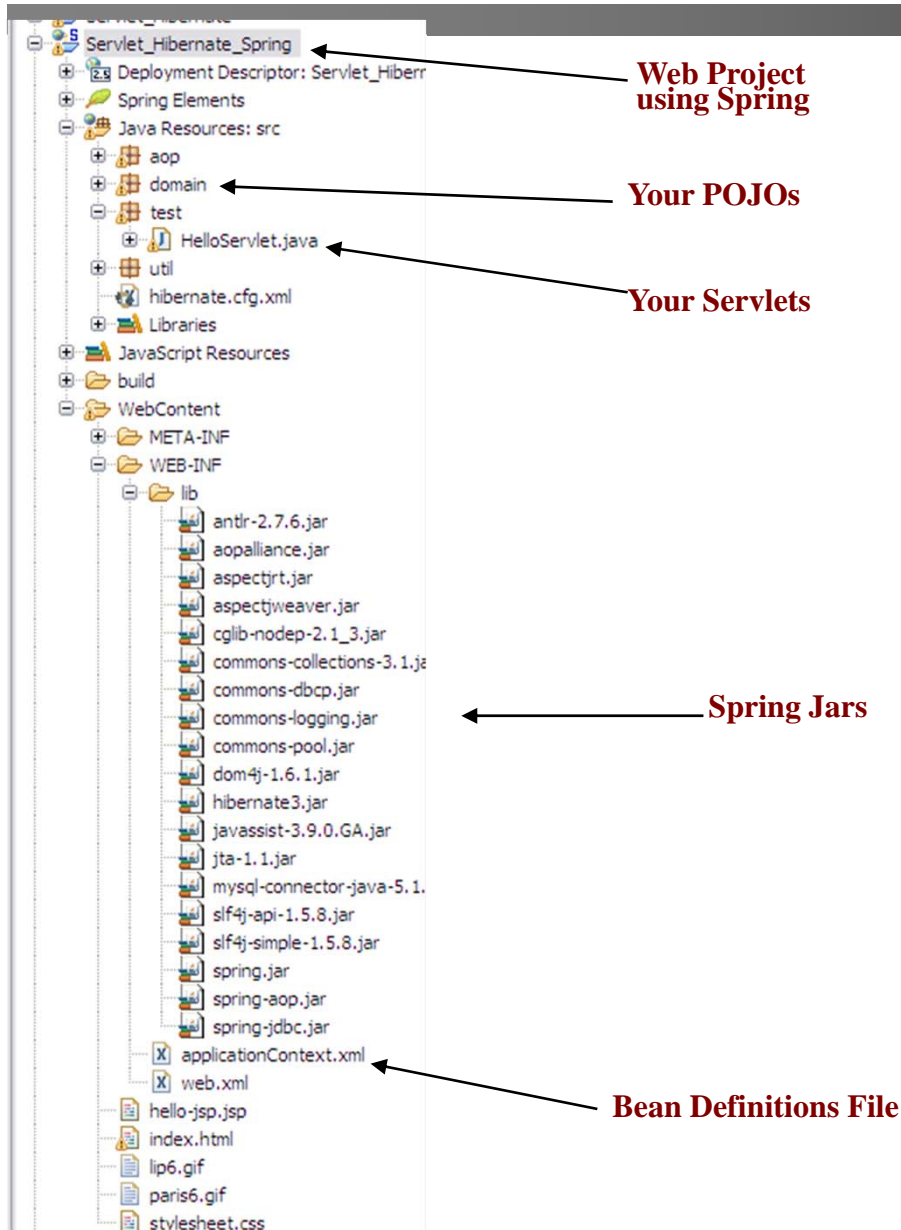 Servlet_Hibernate
Servlet_Hibernate_Spring
Web Project
using Spring
Deployment Descriptor: Servlet_Hibern
Spring Elements
Java Resources: src
aop
domain
Your POJOs
test
HelloServlet.java
Your Servlets
util
hibernate.cfg.xml
Libraries
JavaScript Resources
build
WebContent
META-INF
WEB-INF
lib
antlr-2.7.6.jar
aopalliance.jar
aspectjrt.jar
aspectjweaver.jar
cglib-nodep-2.1_3.jar
commons-collections-3.1.ja
commons-dbcp.jar
commons-logging.jar
Spring Jars
commons-pool.jar
dom4j-1.6.1.jar
hibernate3.jar
javassist-3.9.0.GA.jar
jta-1.1.jar
mysql-connector-java-5.1.
slf4j-api-1.5.8.jar
slf4j-simple-1.5.8.jar
spring.jar
spring-aop.jar
spring-jdbc.jar
applicationContext.xml
web.xml
Bean Definitions File
hello-jsp.jsp
index.html
lip6.gif
paris6.gif
stylesheet.css